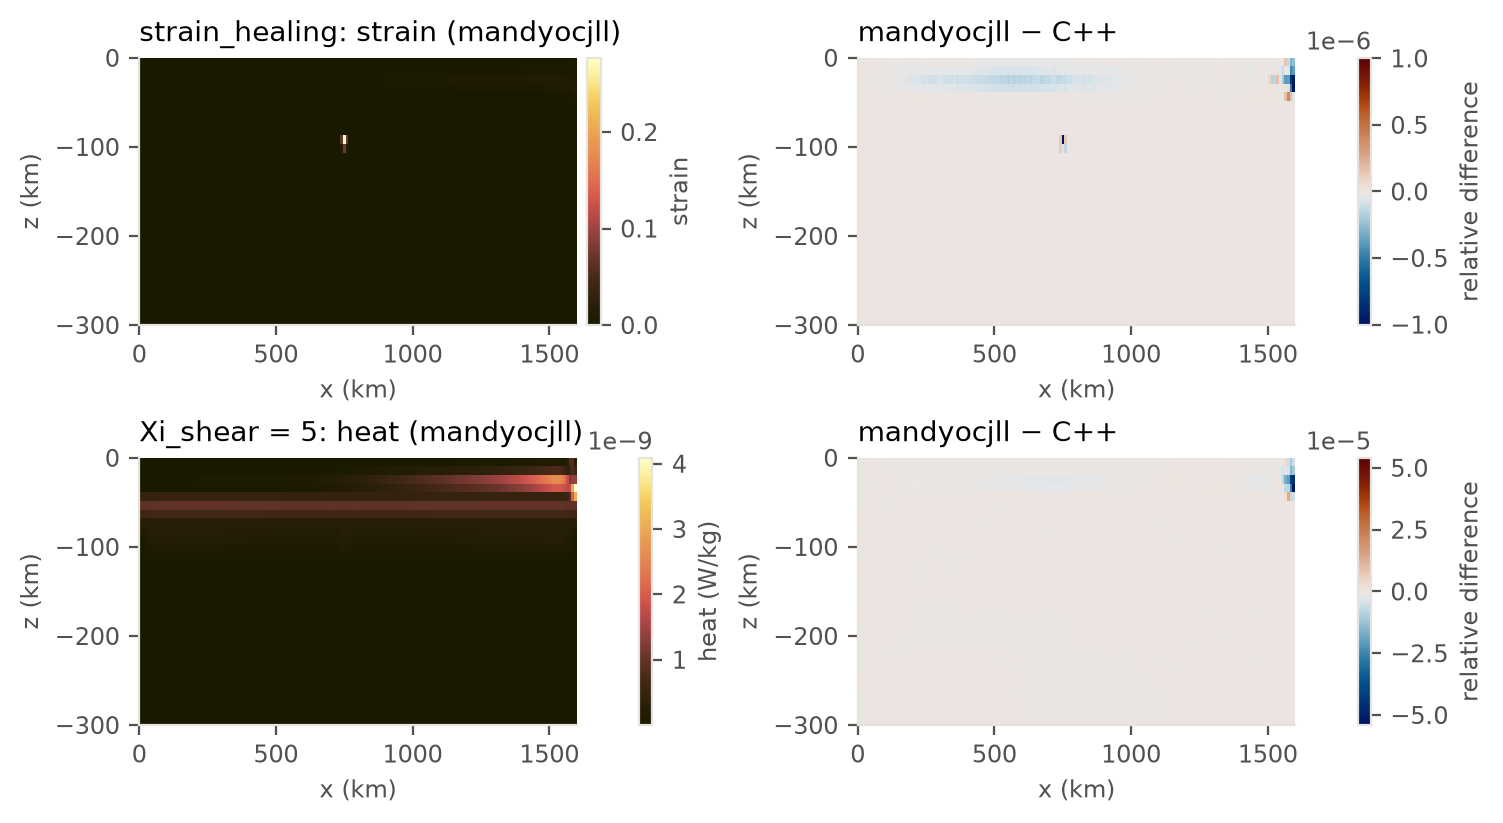 strain_healing: strain (mandyocjll)
0
−100
−200
−300
z (km)
0
500
1000
1500
x (km)
0.2
0.1
0.0
strain
mandyocjll − C++
1e−6
0
−100
−200
−300
z (km)
0
500
1000
1500
x (km)
1.0
0.5
0.0
−0.5
−1.0
relative difference
Xi_shear = 5: heat (mandyocjll)
1e−9
0
−100
−200
−300
z (km)
0
500
1000
1500
x (km)
4
3
2
1
heat (W/kg)
mandyocjll − C++
1e−5
0
−100
−200
−300
z (km)
0
500
1000
1500
x (km)
5.0
2.5
0.0
−2.5
−5.0
relative difference